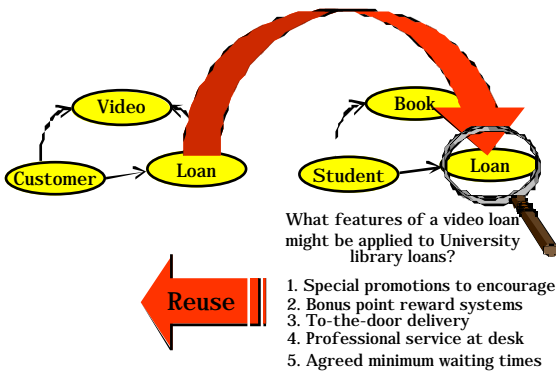 Video
Customer
Loan
Book
Student
Loan
What features of a video loan
might be applied to University
library loans?
Reuse
1. Special promotions to encourage
2. Bonus point reward systems
3. To-the-door delivery
4. Professional service at desk
5. Agreed minimum waiting times